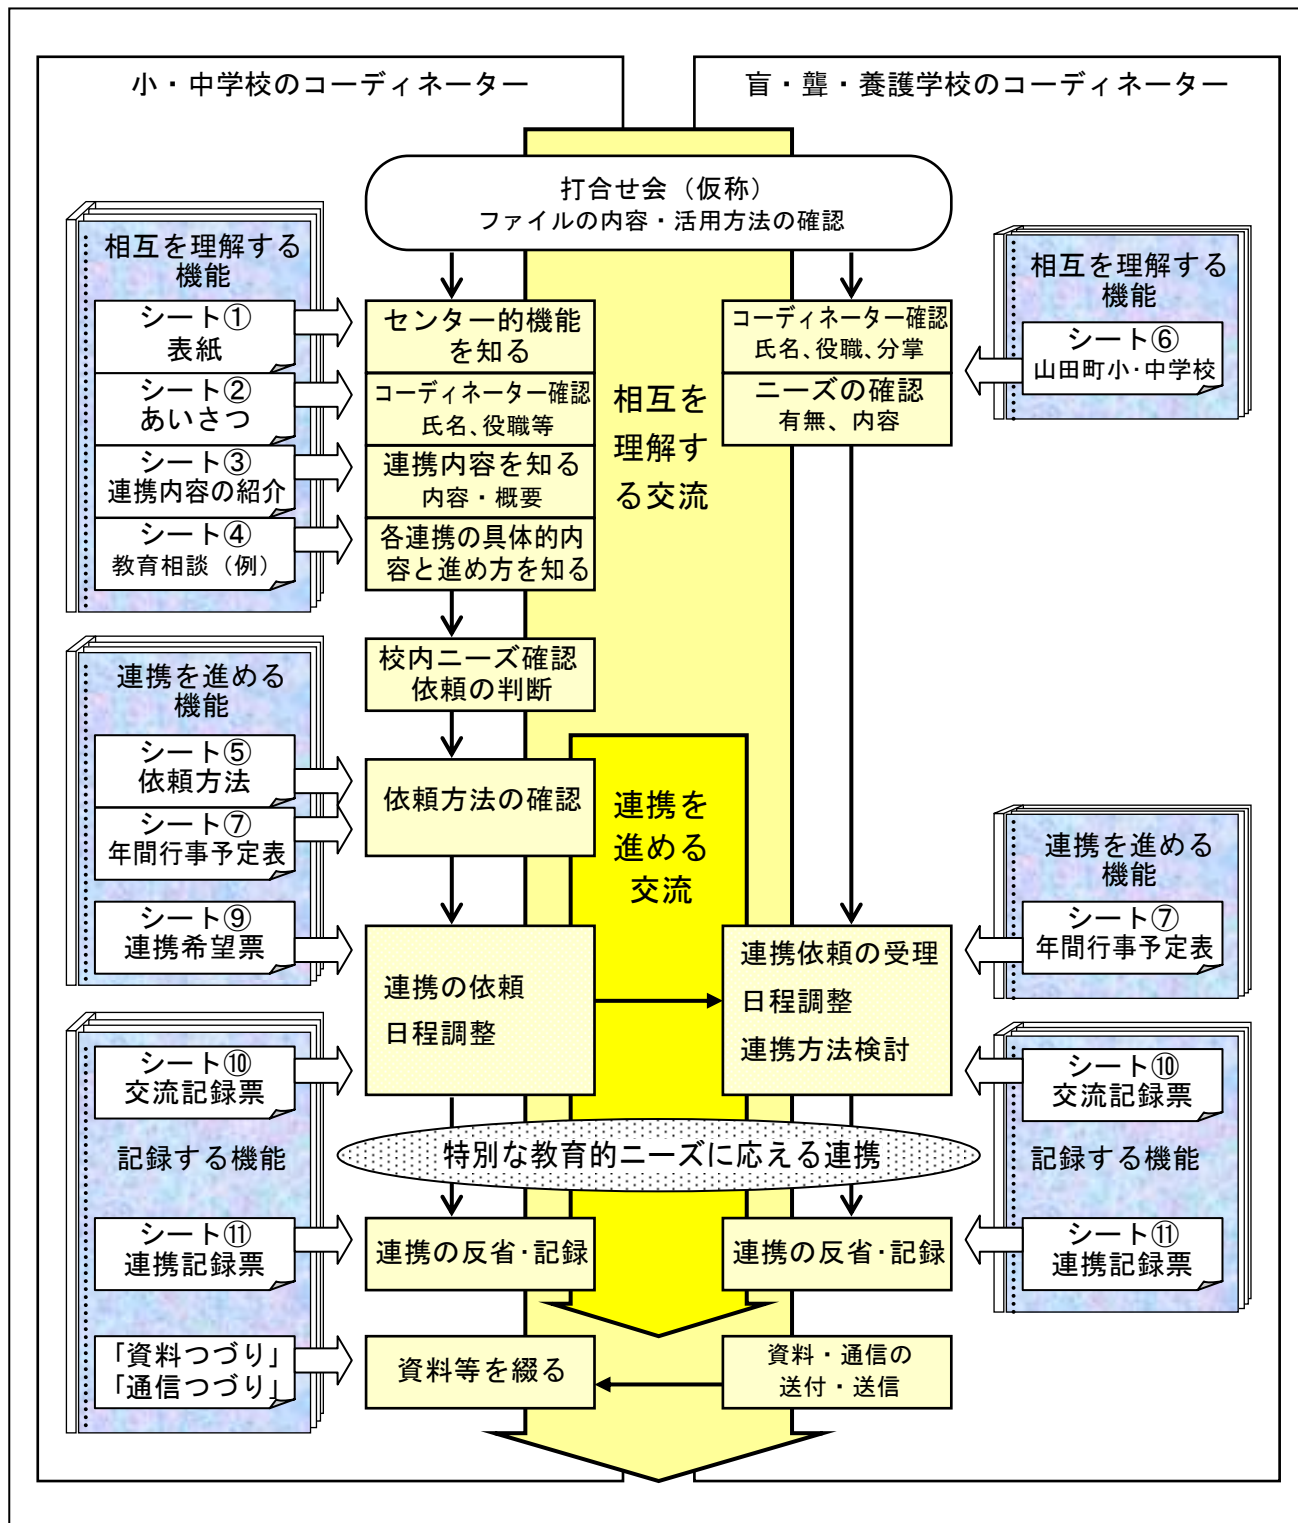 小・中学校のコーディネーター
盲・聾・養護学校のコーディネーター
打合せ会（仮称）
ファイルの内容・活用方法の確認
相互を理解する
機能
シート①
表紙
シート②
あいさつ
シート③
連携内容の紹介
シート④
教育相談（例）
センター的機能
を知る
コーディネーター確認
氏名、役職等
連携内容を知る
内容・概要
各連携の具体的内
容と進め方を知る
相互を
理解す
る交流
コーディネーター確認
氏名、役職、分掌
ニーズの確認
有無、内容
相互を理解する
機能
シート⑥
山田町小・中学校
校内ニーズ確認
依頼の判断
連携を進める
機能
シート⑤
依頼方法
シート⑦
年間行事予定表
シート⑨
連携希望票
依頼方法の確認
連携を
進める
交流
連携の依頼
日程調整
連携依頼の受理
日程調整
連携方法検討
連携を進める
機能
シート⑦
年間行事予定表
シート⑩
交流記録票
記録する機能
シート⑪
連携記録票
「資料つづり」
「通信つづり」
特別な教育的ニーズに応える連携
シート⑩
交流記録票
記録する機能
シート⑪
連携記録票
連携の反省・記録
連携の反省・記録
資料等を綴る
資料・通信の
送付・送信